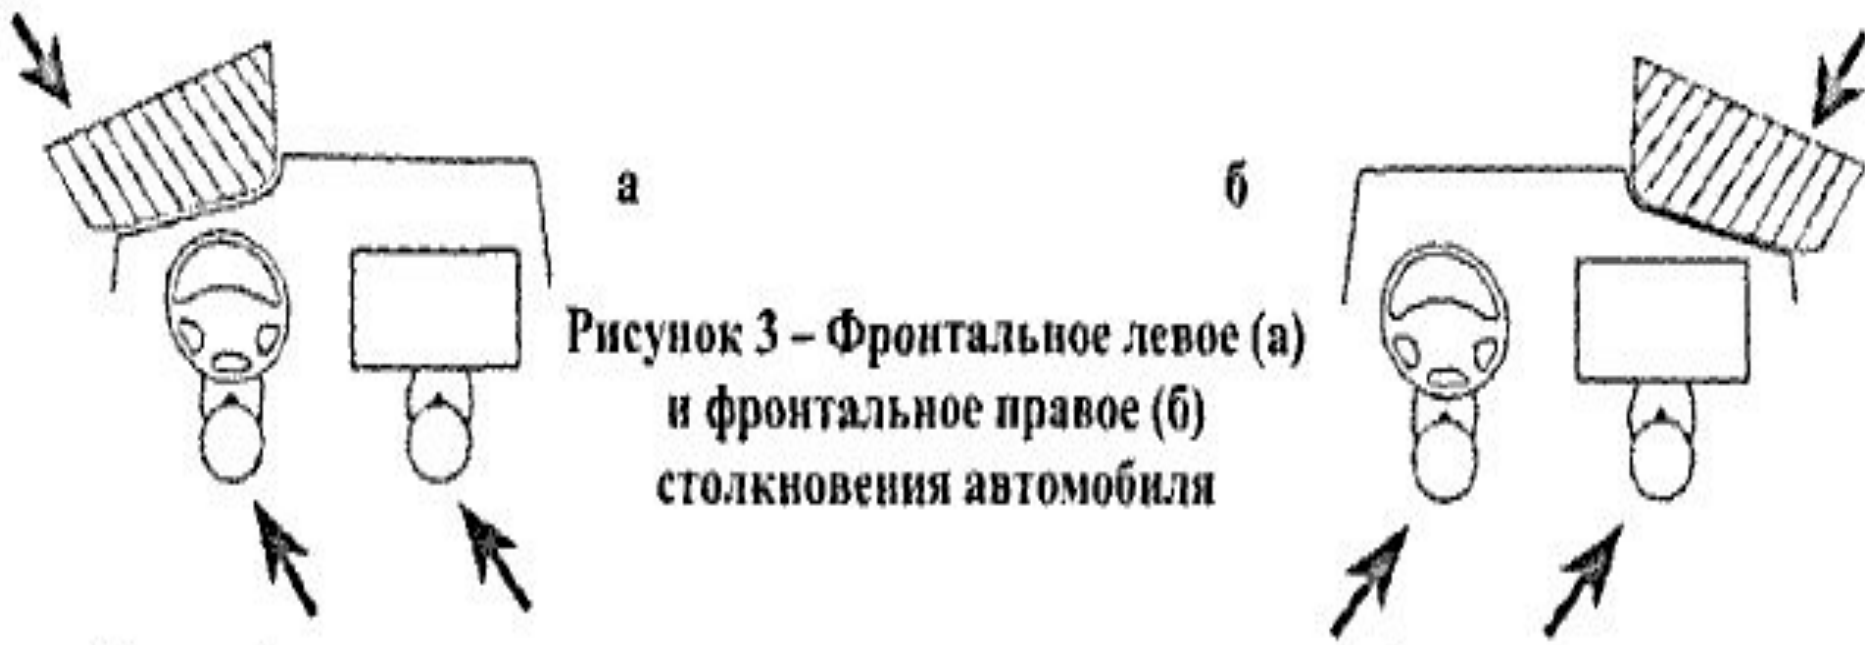 а
б
Рисунок 3 – Фронтальное левое (а)
и фронтальное правое (б)
столкновения автомобиля